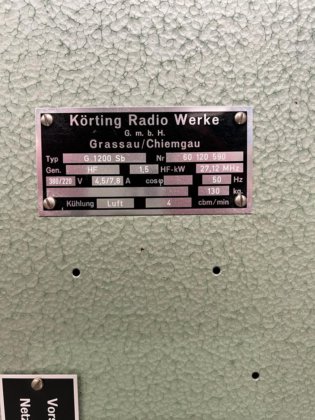 Körting Radio Werke
G. m. b. H.
Grassau/Chiemgau
Typ G 1200 Sb Nr 60 120 590
Gen. HF 1,5 HF-kW 27,12 MHz
380/220 V 4,5/7,8 A cosφ 50 Hz
130 kg
Kühlung Luft 4 cbm/min